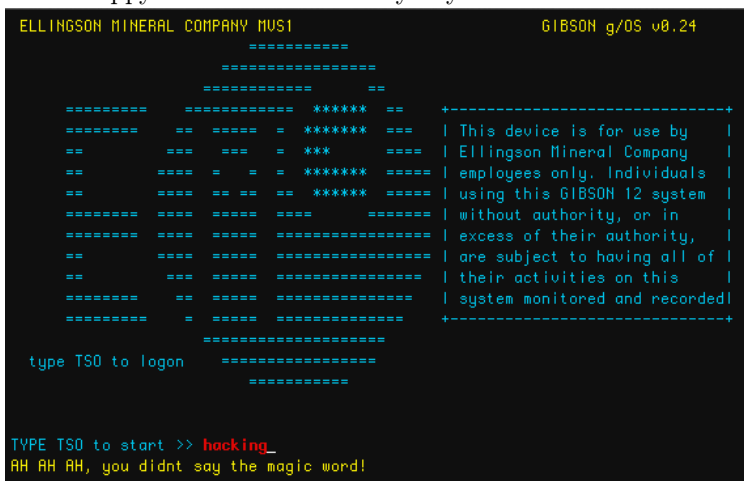 ELLINGSON MINERAL COMPANY MVS1 GIBSON g/OS v0.24
This device is for use by
Ellingson Mineral Company
employees only. Individuals
using this GIBSON 12 system
without authority, or in
excess of their authority,
are subject to having all of
their activities on this
system monitored and recorded
type TSO to logon
TYPE TSO to start >> hacking_
AH AH AH, you didnt say the magic word!